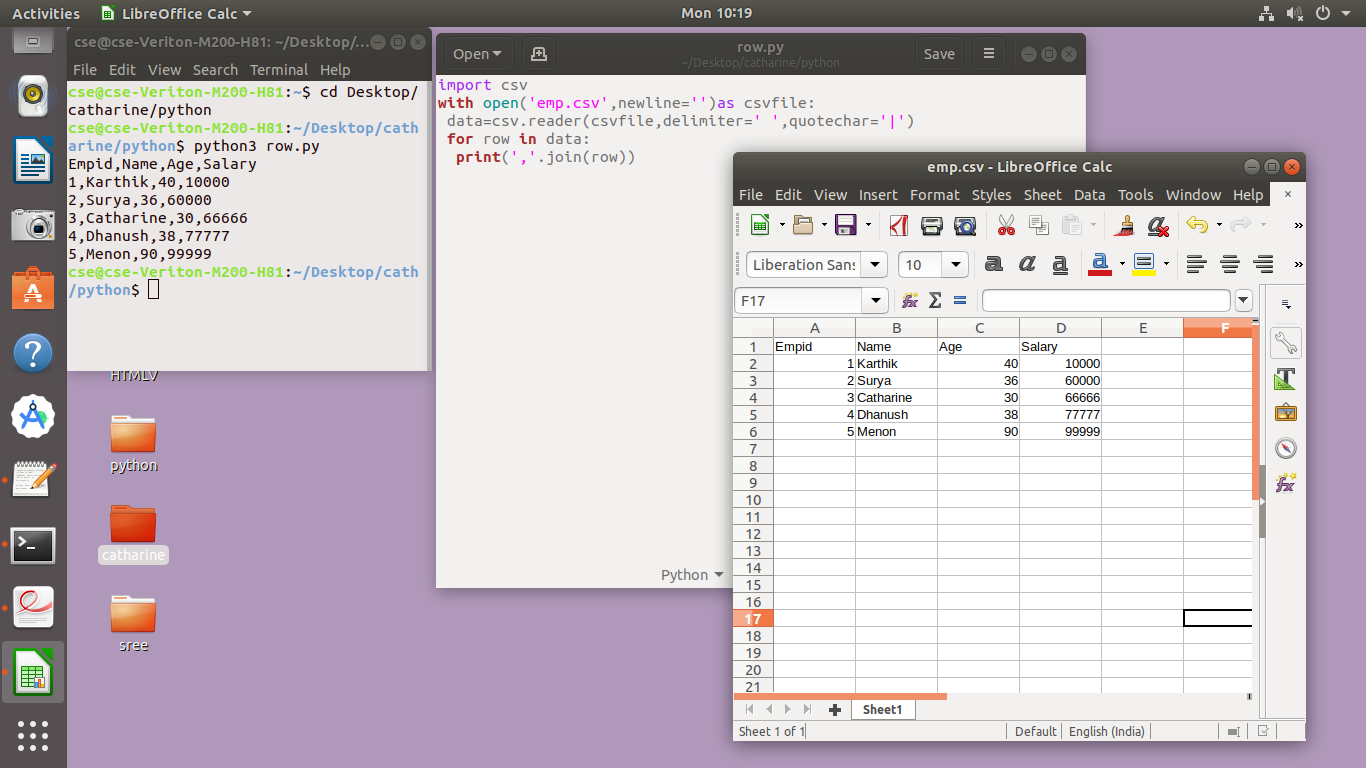 Activities LibreOffice Calc Mon 10:19
cse@cse-Veriton-M200-H81: ~/Desktop/...
File Edit View Search Terminal Help
cse@cse-Veriton-M200-H81:~$ cd Desktop/
catharine/python
cse@cse-Veriton-M200-H81:~/Desktop/cath
arine/python$ python3 row.py
Empid,Name,Age,Salary
1,Karthik,40,10000
2,Surya,36,60000
3,Catharine,30,66666
4,Dhanush,38,77777
5,Menon,90,99999
cse@cse-Veriton-M200-H81:~/Desktop/cath
/python$
HTMLV
python
catharine
sree
Open row.py Save
~/Desktop/catharine/python
import csv
with open('emp.csv',newline='')as csvfile:
data=csv.reader(csvfile,delimiter=' ',quotechar='|')
for row in data:
print(','.join(row))
Python
emp.csv - LibreOffice Calc
File Edit View Insert Format Styles Sheet Data Tools Window Help
Liberation Sans 10
F17
A B C D E F
1 Empid Name Age Salary
2 1 Karthik 40 10000
3 2 Surya 36 60000
4 3 Catharine 30 66666
5 4 Dhanush 38 77777
6 5 Menon 90 99999
7
8
9
10
11
12
13
14
15
16
17
18
19
20
21
Sheet1
Sheet 1 of 1 Default English (India)